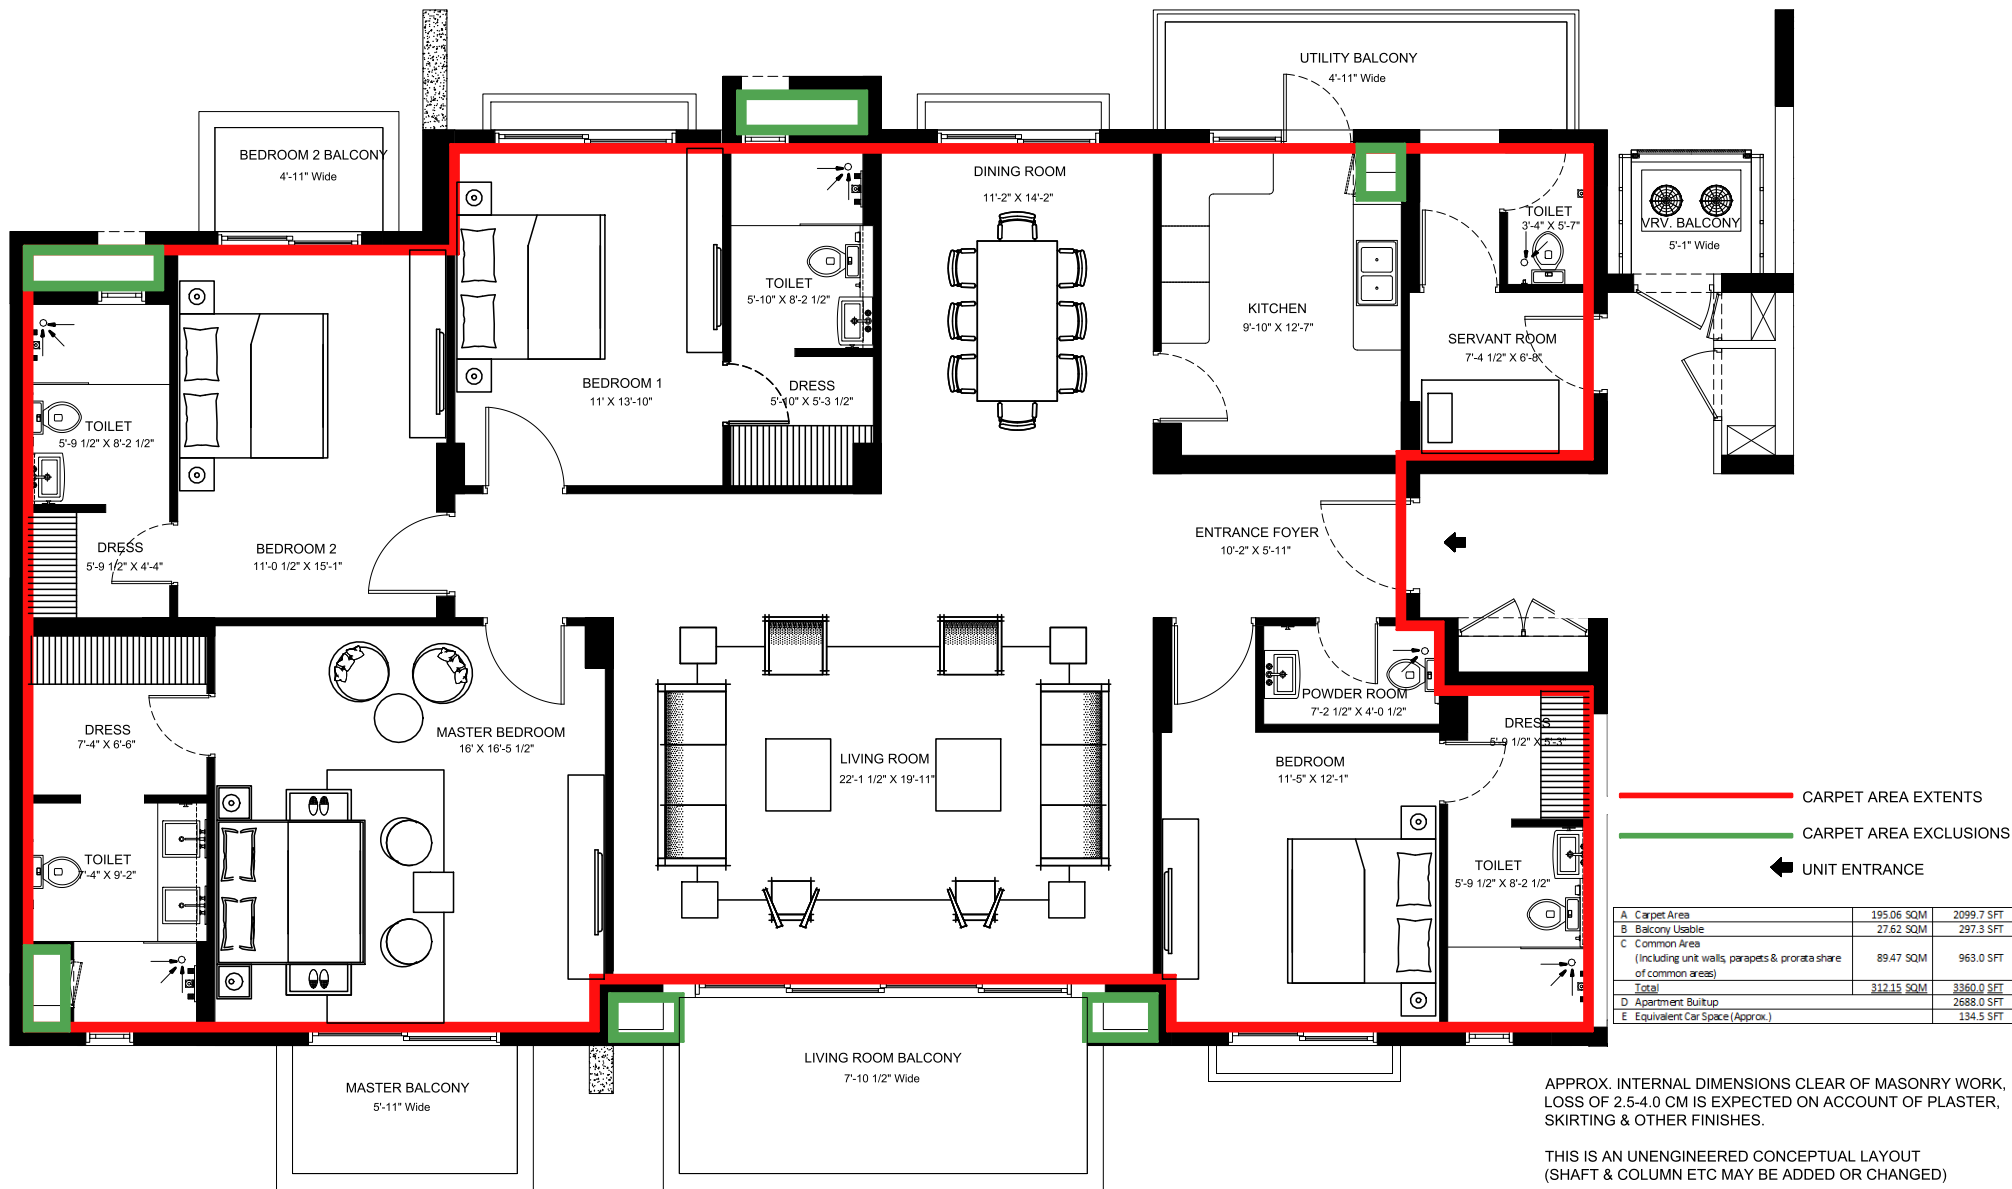 UTILITY BALCONY
4'-11" Wide
BEDROOM 2 BALCONY
4'-11" Wide
DINING ROOM
11'-2" X 14'-2"
TOILET
3'-4" X 5'-7"
VRV. BALCONY
5'-1" Wide
TOILET
5'-10" X 8'-2 1/2"
KITCHEN
9'-10" X 12'-7"
SERVANT ROOM
7'-4 1/2" X 6'-8"
BEDROOM 1
11' X 13'-10"
DRESS
5'-10" X 5'-3 1/2"
TOILET
5'-9 1/2" X 8'-2 1/2"
DRESS
5'-9 1/2" X 4'-4"
BEDROOM 2
11'-0 1/2" X 15'-1"
ENTRANCE FOYER
10'-2" X 5'-11"
DRESS
7'-4" X 6'-6"
MASTER BEDROOM
16' X 16'-5 1/2"
LIVING ROOM
22'-1 1/2" X 19'-11"
POWDER ROOM
7'-2 1/2" X 4'-0 1/2"
DRESS
5'-9 1/2" X 5'-3"
BEDROOM
11'-5" X 12'-1"
TOILET
7'-4" X 9'-2"
TOILET
5'-9 1/2" X 8'-2 1/2"
CARPET AREA EXTENTS
CARPET AREA EXCLUSIONS
UNIT ENTRANCE
A Carpet Area 195.06 SQM 2099.7 SFT
B Balcony Usable 27.62 SQM 297.3 SFT
C Common Area
(Including unit walls, parapets & prorata share 89.47 SQM 963.0 SFT
of common areas)
Total 312.15 SQM 3360.0 SFT
D Apartment Builtup 2688.0 SFT
E Equivalent Car Space (Approx.) 134.5 SFT
LIVING ROOM BALCONY
7'-10 1/2" Wide
MASTER BALCONY
5'-11" Wide
APPROX. INTERNAL DIMENSIONS CLEAR OF MASONRY WORK,
LOSS OF 2.5-4.0 CM IS EXPECTED ON ACCOUNT OF PLASTER,
SKIRTING & OTHER FINISHES.
THIS IS AN UNENGINEERED CONCEPTUAL LAYOUT
(SHAFT & COLUMN ETC MAY BE ADDED OR CHANGED)